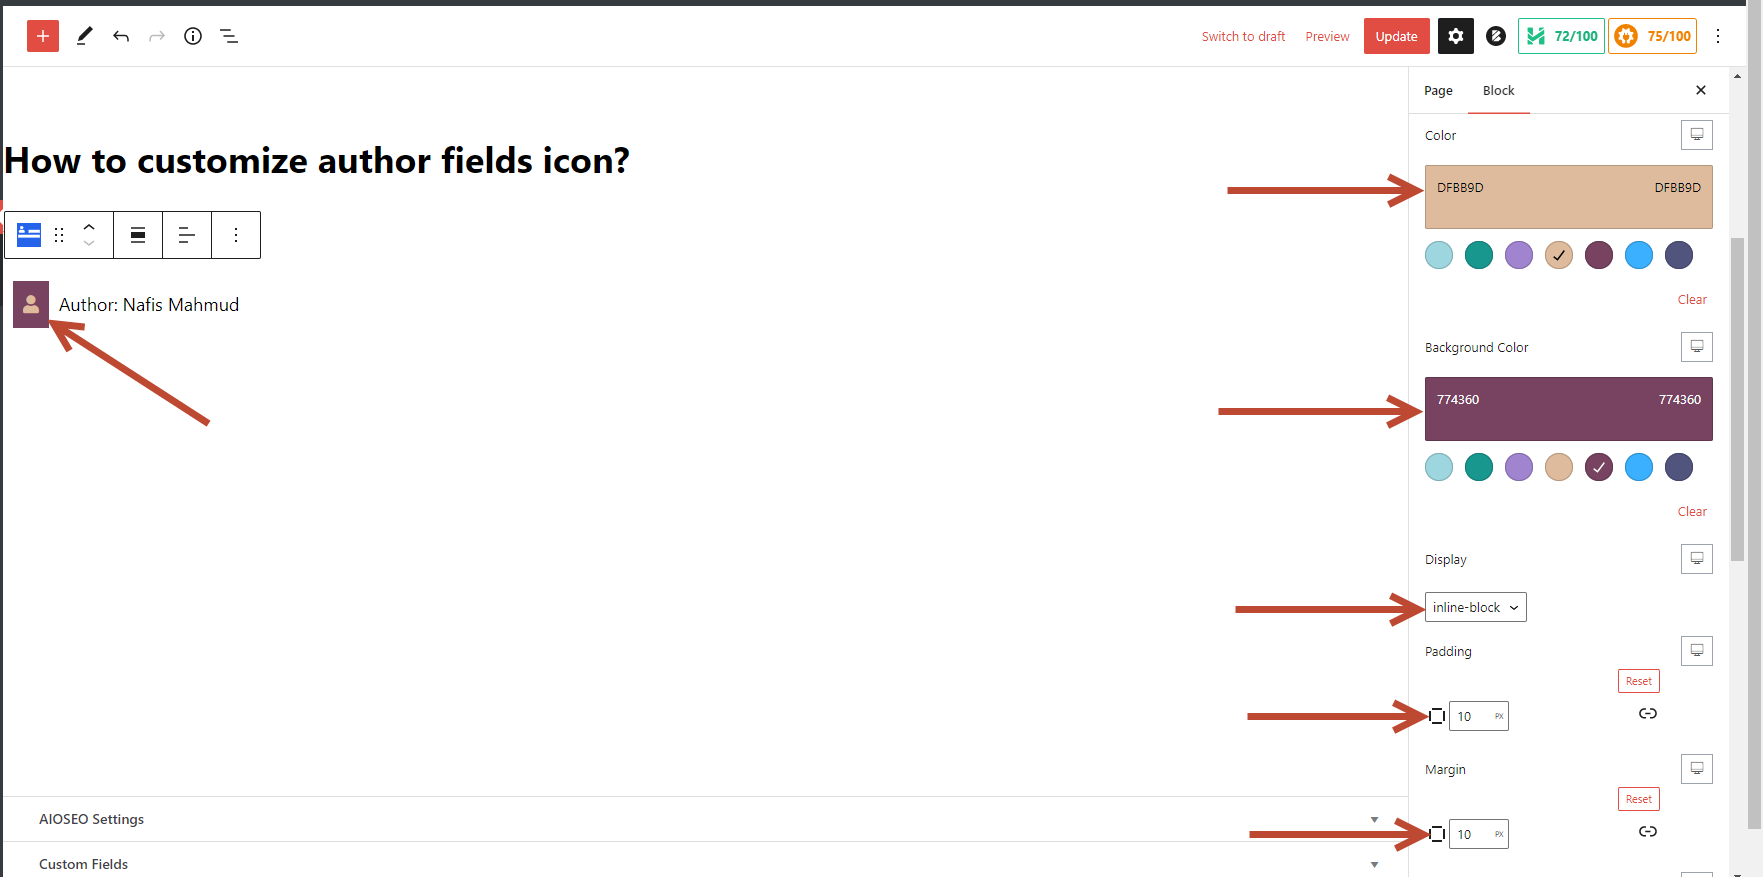 Switch to draft
Preview
Update
72/100
75/100
Page
Block
How to customize author fields icon?
Author: Nafis Mahmud
Color
DFBB9D
DFBB9D
Clear
Background Color
774360
774360
Clear
Display
inline-block
Padding
Reset
10
PX
Margin
Reset
10
PX
AIOSEO Settings
Custom Fields